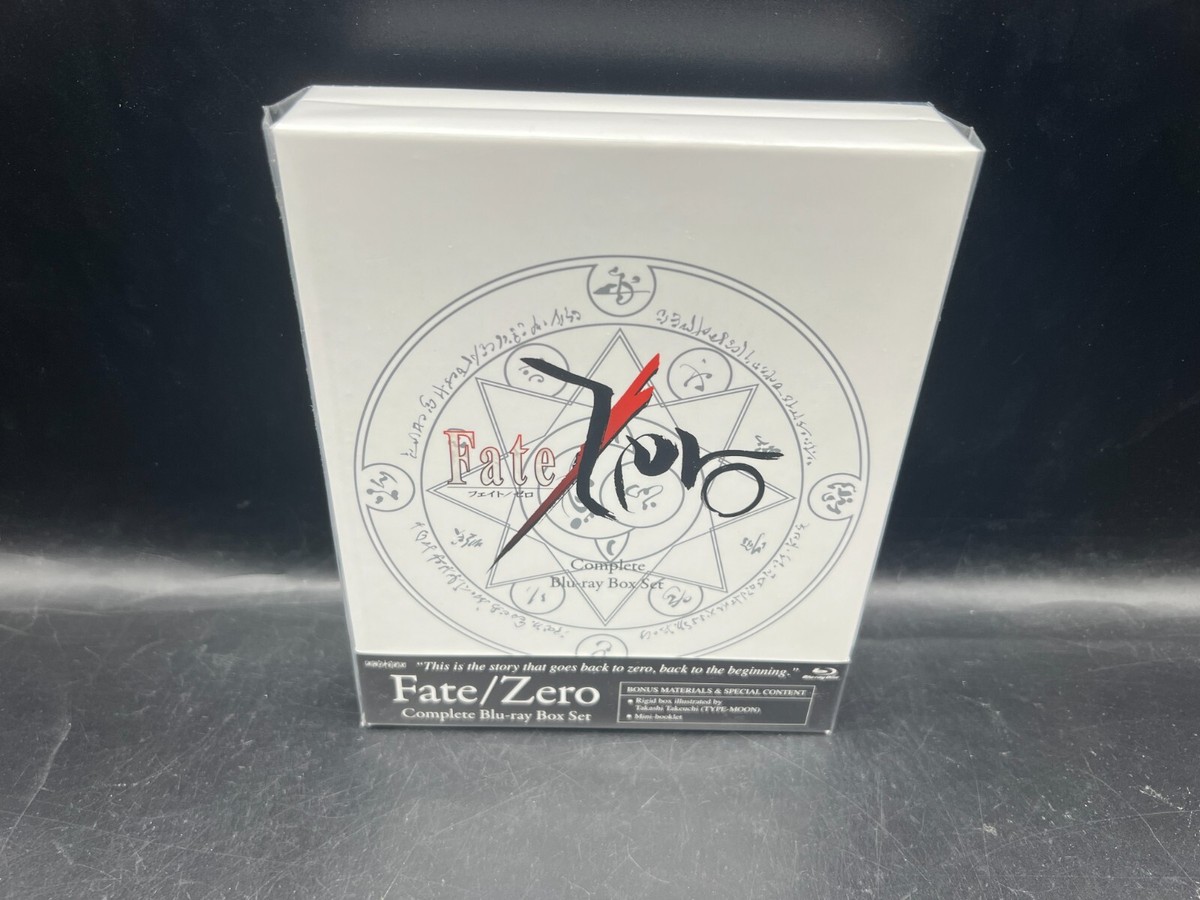 Fate/Zero
フェイト/ゼロ
Complete
Blu-ray Box Set
"This is the story that goes back to zero, back to the beginning."
Fate/Zero
Complete Blu-ray Box Set
BONUS MATERIALS & SPECIAL CONTENT
● Rigid box illustrated by
Takashi Takeuchi (TYPE-MOON)
● Mini-booklet